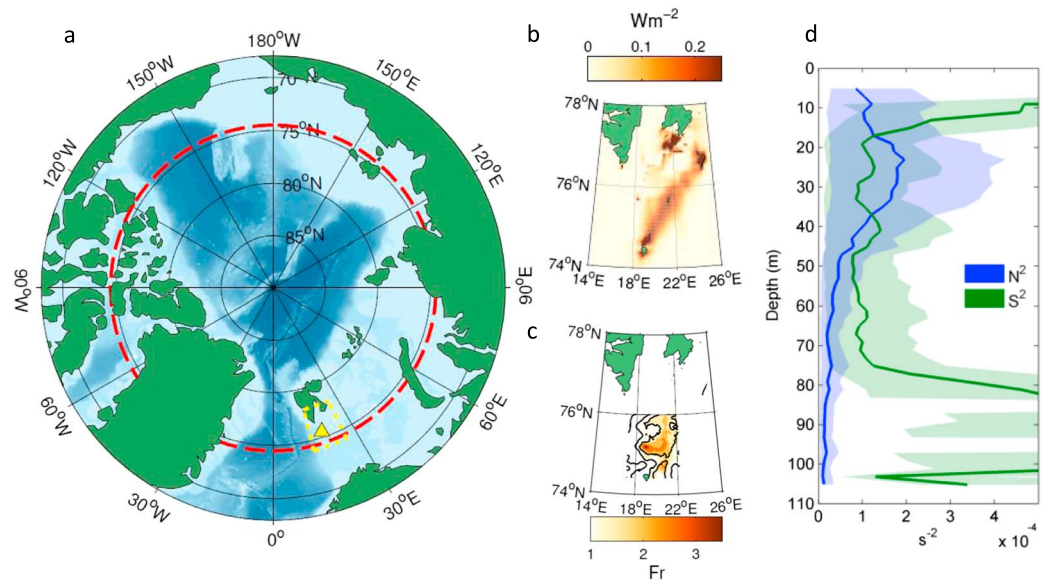 a
180°W
150°W
150°E
120°W
120°E
90°W
90°E
60°W
60°E
30°W
30°E
0°
70°N
75°N
80°N
85°N
b
Wm-2
0 0.1 0.2
78°N
76°N
74°N
14°E 18°E 22°E 26°E
c
78°N
76°N
74°N
14°E 18°E 22°E 26°E
1 2 3
Fr
d
0
10
20
30
40
50
60
70
80
90
100
110
Depth (m)
N2
S2
0 1 2 3 4 5
s-2
x 10-4